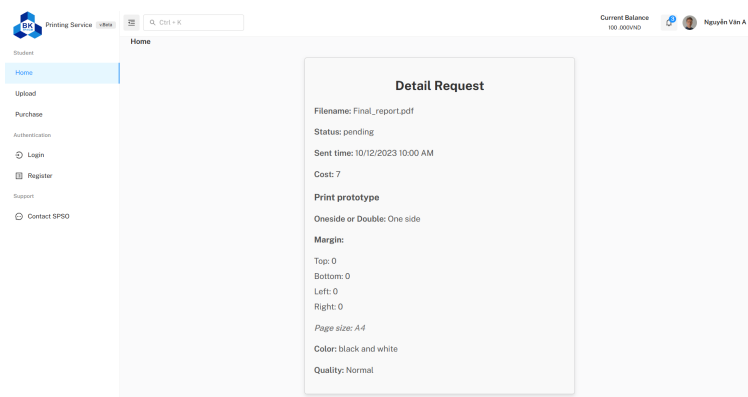 BK
Printing Service vBeta
Ctrl + K
Current Balance
100.000VND
Nguyễn Văn A
Home
Student
Home
Upload
Purchase
Authentication
Login
Register
Support
Contact SPSO
Detail Request
Filename: Final_report.pdf
Status: pending
Sent time: 10/12/2023 10:00 AM
Cost: 7
Print prototype
Oneside or Double: One side
Margin:
Top: 0
Bottom: 0
Left: 0
Right: 0
Page size: A4
Color: black and white
Quality: Normal